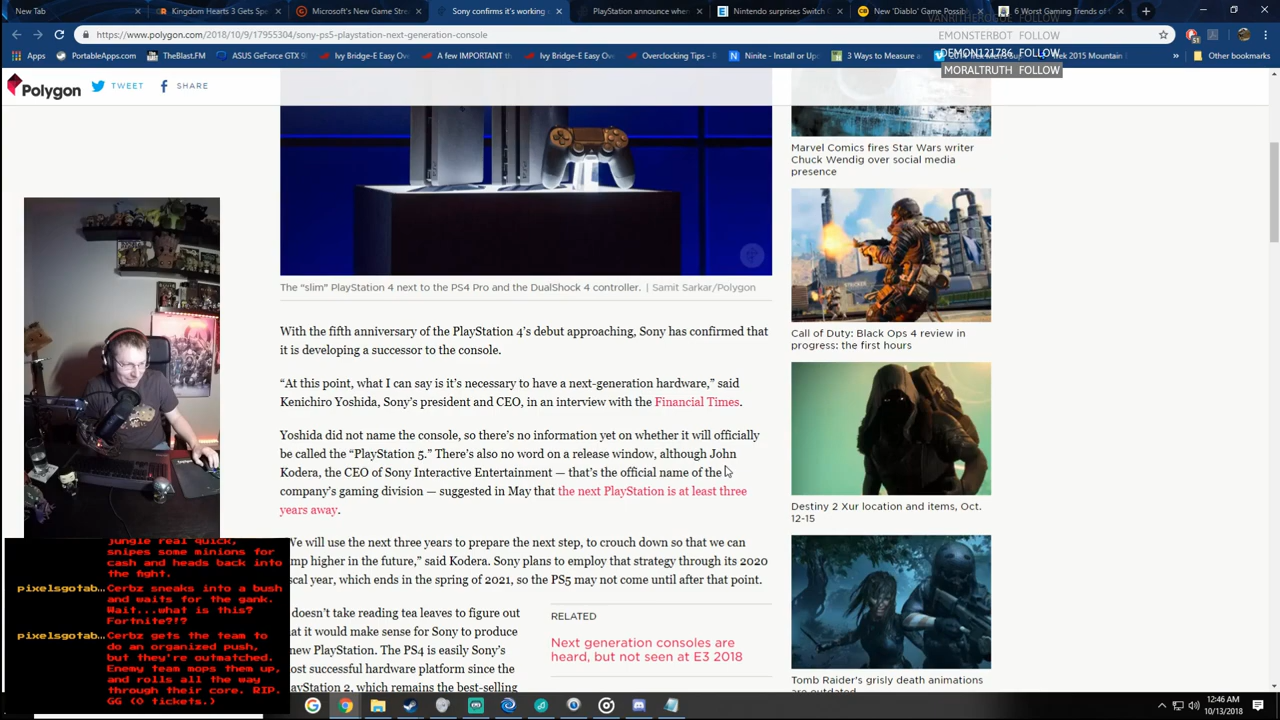 New Tab
Kingdom Hearts 3 Gets Spe
Microsoft's New Game Stre
Sony confirms it's working
PlayStation announce when
Nintendo surprises Switch
New 'Diablo' Game Possibl
6 Worst Gaming Trends of
VANRITHEROGUE FOLLOW
https://www.polygon.com/2018/10/9/17955304/sony-ps5-playstation-next-generation-console
EMONSTERBOT FOLLOW
Apps
PortableApps.com
TheBlast.FM
ASUS GeForce GTX 9
Ivy Bridge-E Easy Ove
A few IMPORTANT th
Ivy Bridge-E Easy Ove
Overclocking Tips - B
Ninite - Install or Up
3 Ways to Measure a
Trek 2015 Mountain
Other bookmarks
DEMON121786 FOLLOW
MORALTRUTH FOLLOW
Polygon
TWEET
SHARE
Marvel Comics fires Star Wars writer
Chuck Wendig over social media
presence
The “slim” PlayStation 4 next to the PS4 Pro and the DualShock 4 controller. | Samit Sarkar/Polygon
With the fifth anniversary of the PlayStation 4’s debut approaching, Sony has confirmed that
it is developing a successor to the console.
“At this point, what I can say is it’s necessary to have a next-generation hardware,” said
Kenichiro Yoshida, Sony’s president and CEO, in an interview with the Financial Times.
Yoshida did not name the console, so there’s no information yet on whether it will officially
be called the “PlayStation 5.” There’s also no word on a release window, although John
Kodera, the CEO of Sony Interactive Entertainment — that’s the official name of the
company’s gaming division — suggested in May that the next PlayStation is at least three
years away.
We will use the next three years to prepare the next step, to crouch down so that we can
mp higher in the future,” said Kodera. Sony plans to employ that strategy through its 2020
scal year, which ends in the spring of 2021, so the PS5 may not come until after that point.
doesn’t take reading tea leaves to figure out
at it would make sense for Sony to produce
new PlayStation. The PS4 is easily Sony’s
ost successful hardware platform since the
ayStation 2, which remains the best-selling
RELATED
Next generation consoles are
heard, but not seen at E3 2018
Call of Duty: Black Ops 4 review in
progress: the first hours
Destiny 2 Xur location and items, Oct.
12-15
Tomb Raider's grisly death animations
are outdated
jungle real quick,
snipes some minions for
cash and heads back into
the fight.
pixelsgotab... Cerbz sneaks into a bush
and waits for the gank.
Wait...what is this?
Fortnite?!?
pixelsgotab... Cerbz gets the team to
do an organized push,
but they're outmatched.
Enemy team mops them up,
and rolls all the way
through their core. RIP.
GG (0 tickets.)
12:46 AM
10/13/2018